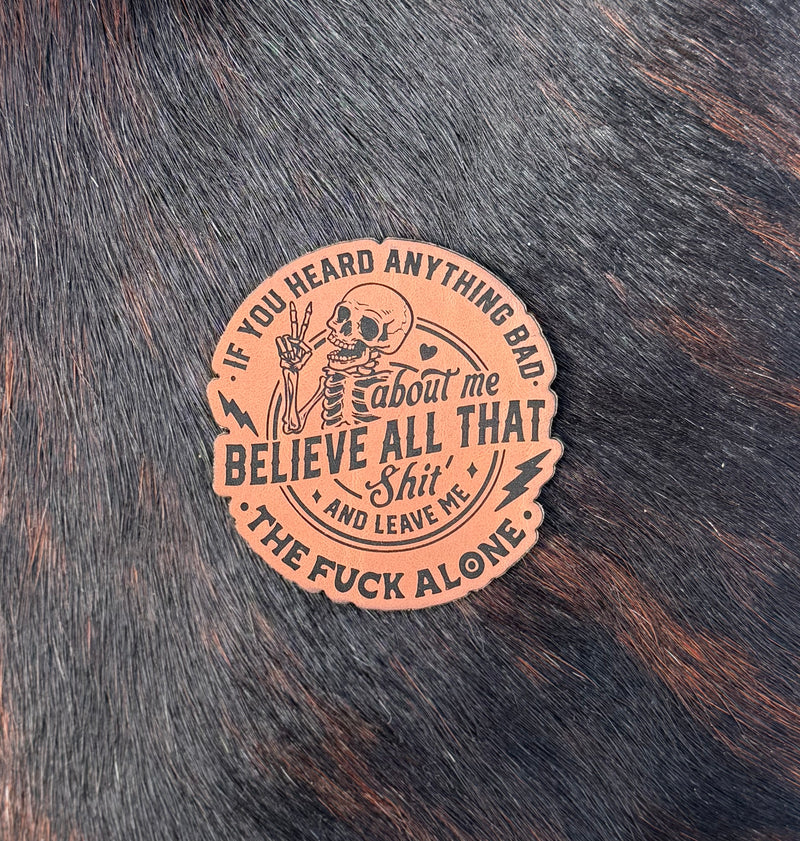 · IF YOU HEARD ANYTHING BAD ·
about me
BELIEVE ALL THAT
Shit'
AND LEAVE ME
· THE FUCK ALONE ·